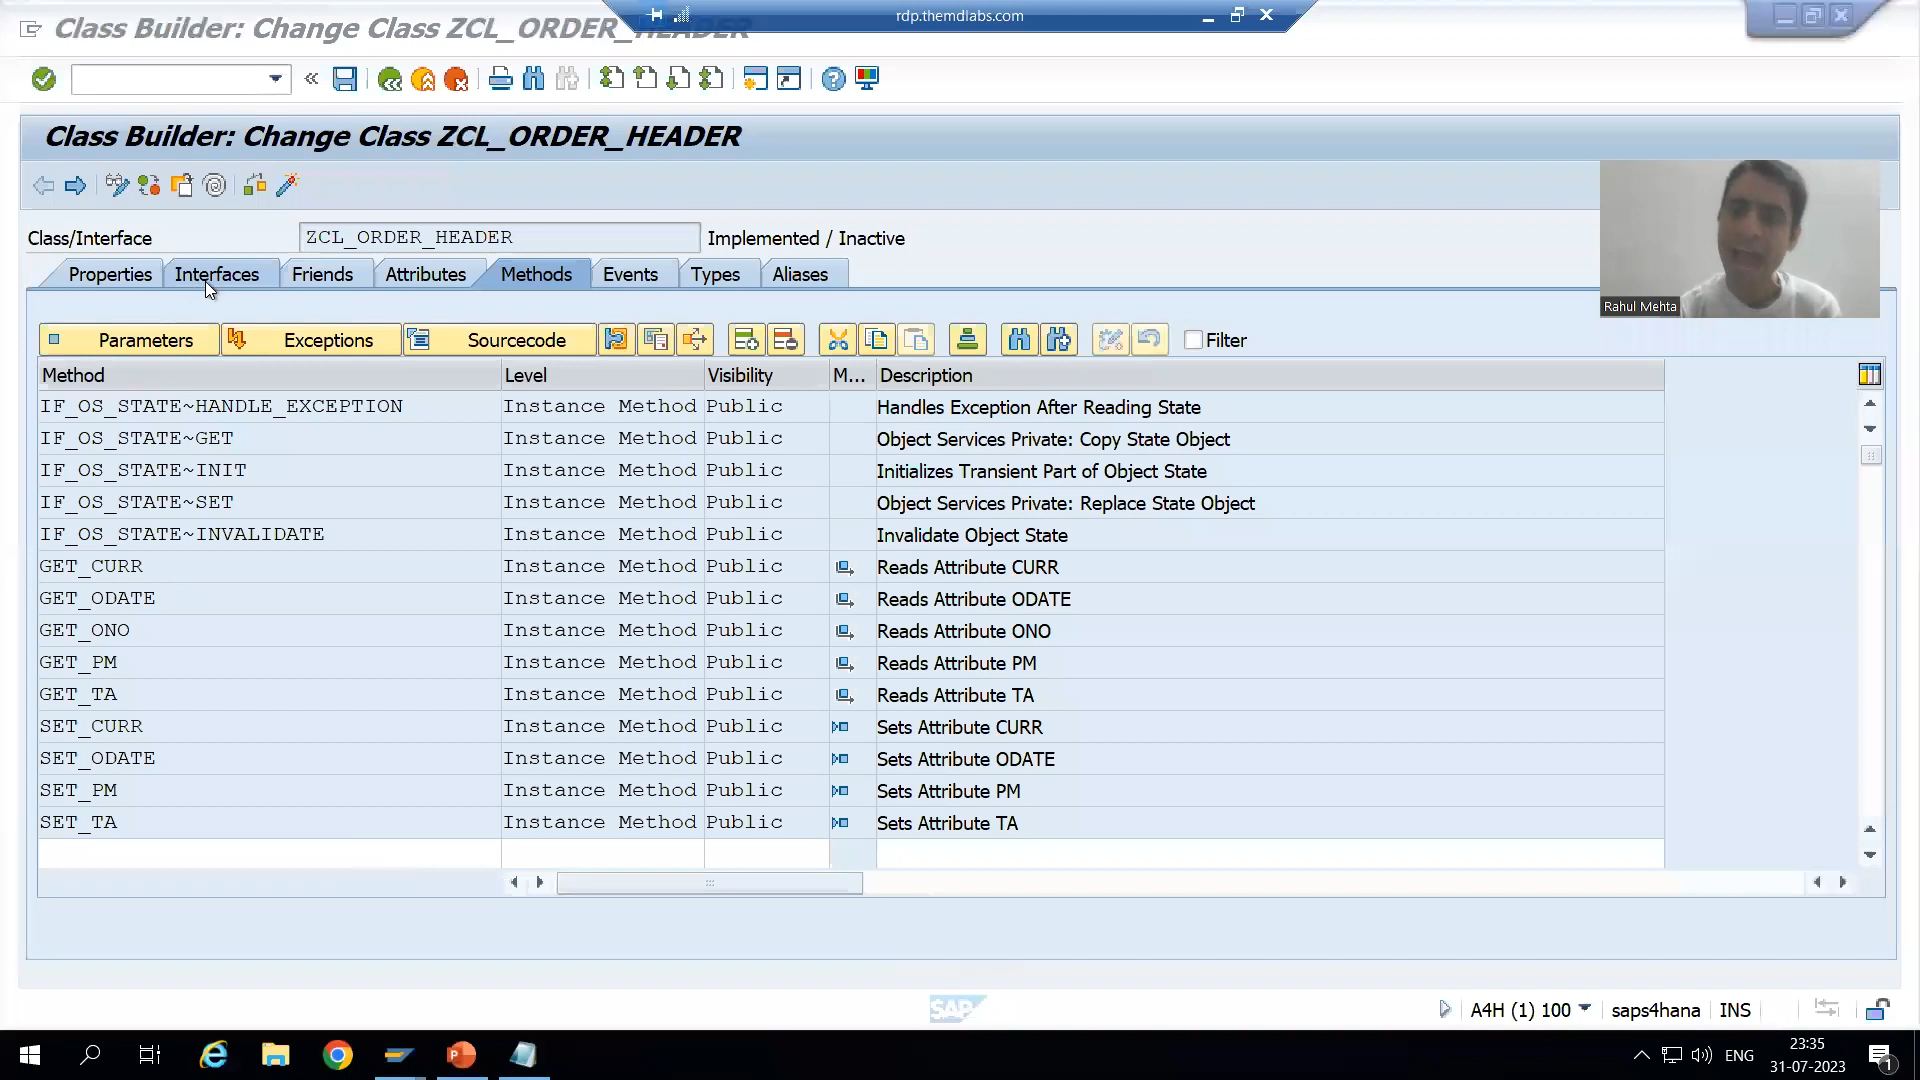 Class Builder: Change Class ZCL_ORDER_HEADER
rdp.themdlabs.com
Class Builder: Change Class ZCL_ORDER_HEADER
Class/Interface ZCL_ORDER_HEADER Implemented / Inactive
Properties Interfaces Friends Attributes Methods Events Types Aliases
Rahul Mehta
Parameters Exceptions Sourcecode Filter
Method Level Visibility M... Description
IF_OS_STATE~HANDLE_EXCEPTION Instance Method Public Handles Exception After Reading State
IF_OS_STATE~GET Instance Method Public Object Services Private: Copy State Object
IF_OS_STATE~INIT Instance Method Public Initializes Transient Part of Object State
IF_OS_STATE~SET Instance Method Public Object Services Private: Replace State Object
IF_OS_STATE~INVALIDATE Instance Method Public Invalidate Object State
GET_CURR Instance Method Public Reads Attribute CURR
GET_ODATE Instance Method Public Reads Attribute ODATE
GET_ONO Instance Method Public Reads Attribute ONO
GET_PM Instance Method Public Reads Attribute PM
GET_TA Instance Method Public Reads Attribute TA
SET_CURR Instance Method Public Sets Attribute CURR
SET_ODATE Instance Method Public Sets Attribute ODATE
SET_PM Instance Method Public Sets Attribute PM
SET_TA Instance Method Public Sets Attribute TA
SAP
A4H (1) 100 saps4hana INS
ENG
23:35
31-07-2023
1